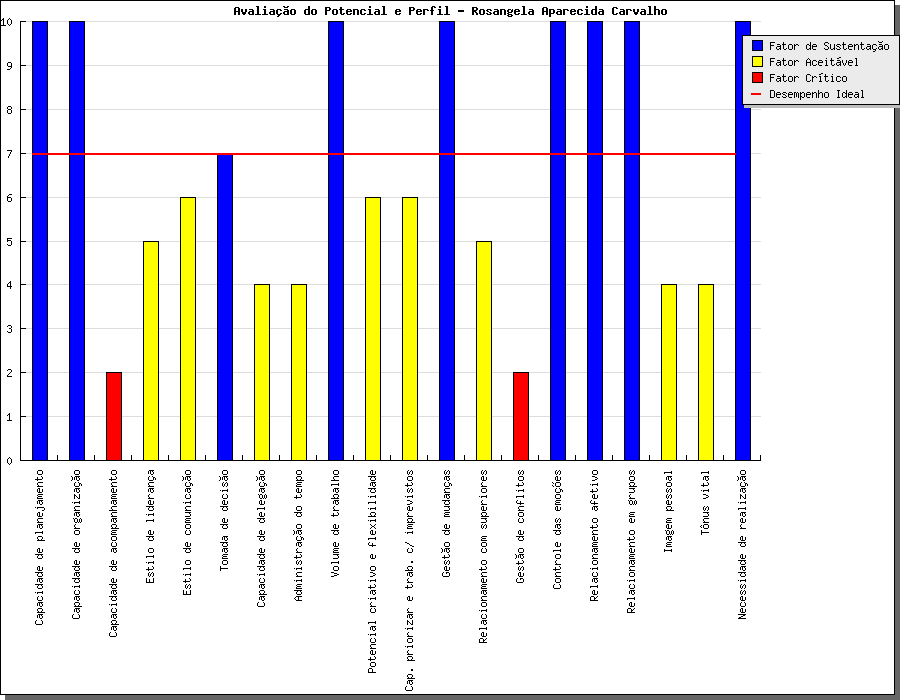 Avaliação do Potencial e Perfil - Rosangela Aparecida Carvalho
10
9
8
7
6
5
4
3
2
1
0
Fator de Sustentação
Fator Aceitável
Fator Crítico
Desempenho Ideal
Capacidade de planejamento
Capacidade de organização
Capacidade de acompanhamento
Estilo de liderança
Estilo de comunicação
Tomada de decisão
Capacidade de delegação
Administração do tempo
Volume de trabalho
Potencial criativo e flexibilidade
Cap. priorizar e trab. c/ imprevistos
Gestão de mudanças
Relacionamento com superiores
Gestão de conflitos
Controle das emoções
Relacionamento afetivo
Relacionamento em grupos
Imagem pessoal
Tônus vital
Necessidade de realização